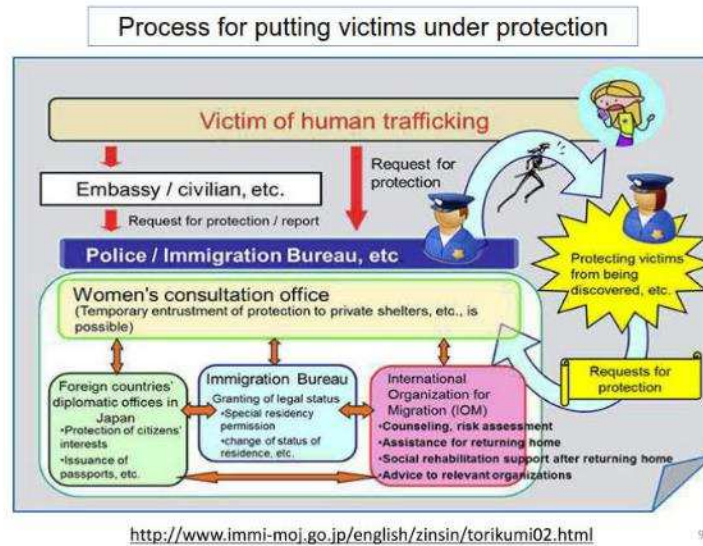 Process for putting victims under protection
Victim of human trafficking
Request for
protection
Embassy / civilian, etc.
Request for protection / report
Police / Immigration Bureau, etc
Protecting victims
from being
discovered, etc.
Women's consultation office
(Temporary entrustment of protection to private shelters, etc., is
possible)
Requests for
protection
Foreign countries'
diplomatic offices in
Japan
•Protection of citizens'
interests
•Issuance of
passports, etc.
Immigration Bureau
Granting of legal status
•Special residency
permission
•change of status of
residence, etc.
International
Organization for
Migration (IOM)
•Counseling, risk assessment
•Assistance for returning home
•Social rehabilitation support after returning home
•Advice to relevant organizations
http://www.immi-moj.go.jp/english/zinsin/torikumi02.html
9